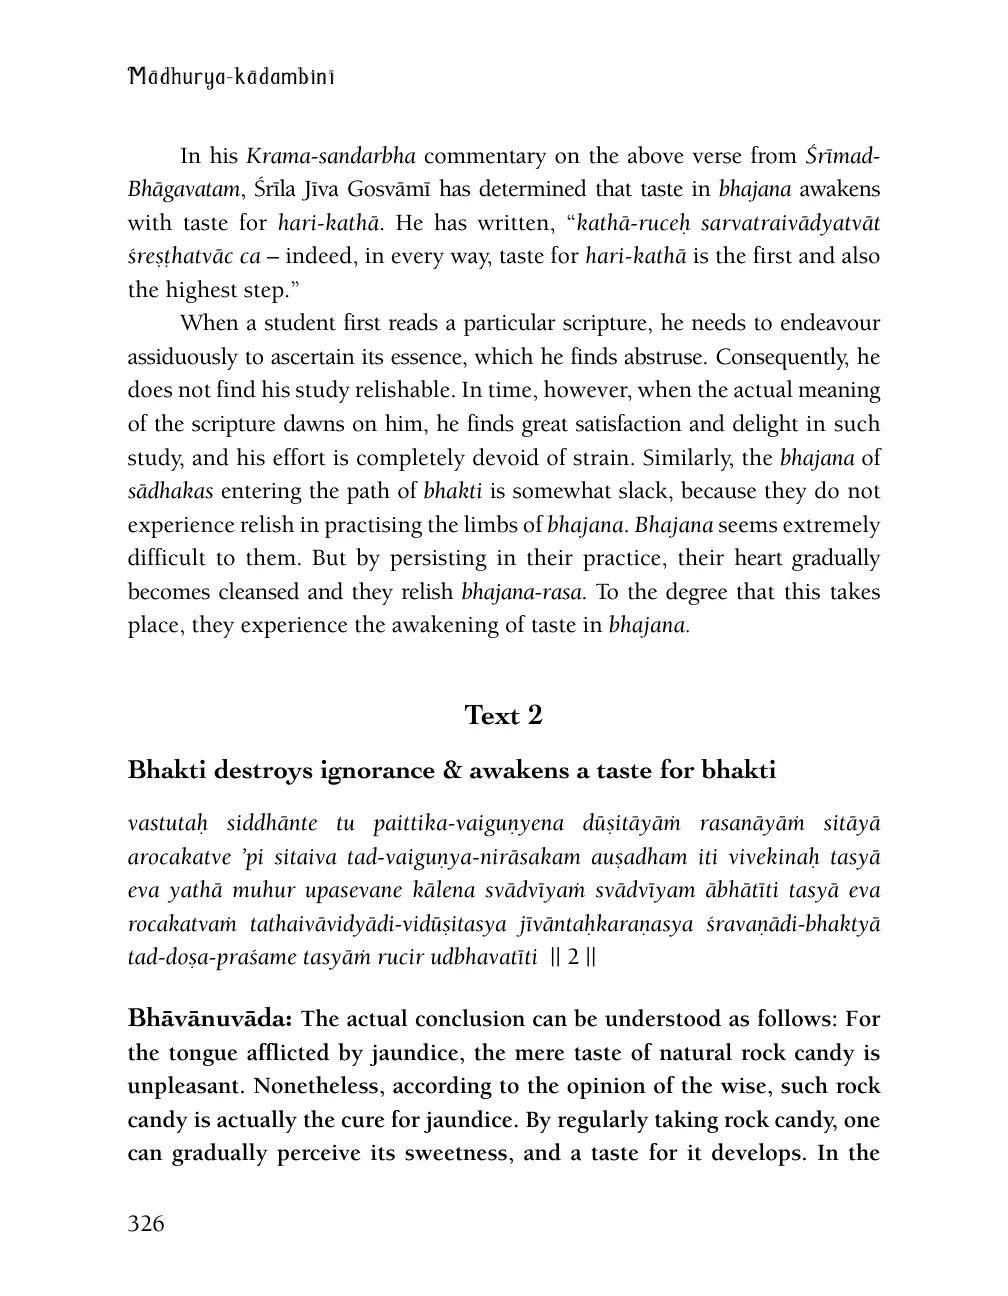 Mādhurya-kādambinī
In his Krama-sandarbha commentary on the above verse from Śrīmad-
Bhāgavatam, Śrīla Jīva Gosvāmī has determined that taste in bhajana awakens
with taste for hari-kathā. He has written, “kathā-ruceḥ sarvatraivādyatvāt
śreṣṭhatvāc ca – indeed, in every way, taste for hari-kathā is the first and also
the highest step.”
When a student first reads a particular scripture, he needs to endeavour
assiduously to ascertain its essence, which he finds abstruse. Consequently, he
does not find his study relishable. In time, however, when the actual meaning
of the scripture dawns on him, he finds great satisfaction and delight in such
study, and his effort is completely devoid of strain. Similarly, the bhajana of
sādhakas entering the path of bhakti is somewhat slack, because they do not
experience relish in practising the limbs of bhajana. Bhajana seems extremely
difficult to them. But by persisting in their practice, their heart gradually
becomes cleansed and they relish bhajana-rasa. To the degree that this takes
place, they experience the awakening of taste in bhajana.
Text 2
Bhakti destroys ignorance & awakens a taste for bhakti
vastutaḥ siddhānte tu paittika-vaiguṇyena dūṣitāyāṁ rasanāyāṁ sitāyā
arocakatve ’pi sitaiva tad-vaiguṇya-nirāsakam auṣadham iti vivekinaḥ tasyā
eva yathā muhur upasevane kālena svādvīyaṁ svādvīyam ābhātīti tasyā eva
rocakatvaṁ tathaivāvidyādi-vidūṣitasya jīvāntaḥkaraṇasya śravaṇādi-bhaktyā
tad-doṣa-praśame tasyāṁ rucir udbhavatīti || 2 ||
Bhāvānuvāda: The actual conclusion can be understood as follows: For
the tongue afflicted by jaundice, the mere taste of natural rock candy is
unpleasant. Nonetheless, according to the opinion of the wise, such rock
candy is actually the cure for jaundice. By regularly taking rock candy, one
can gradually perceive its sweetness, and a taste for it develops. In the
326